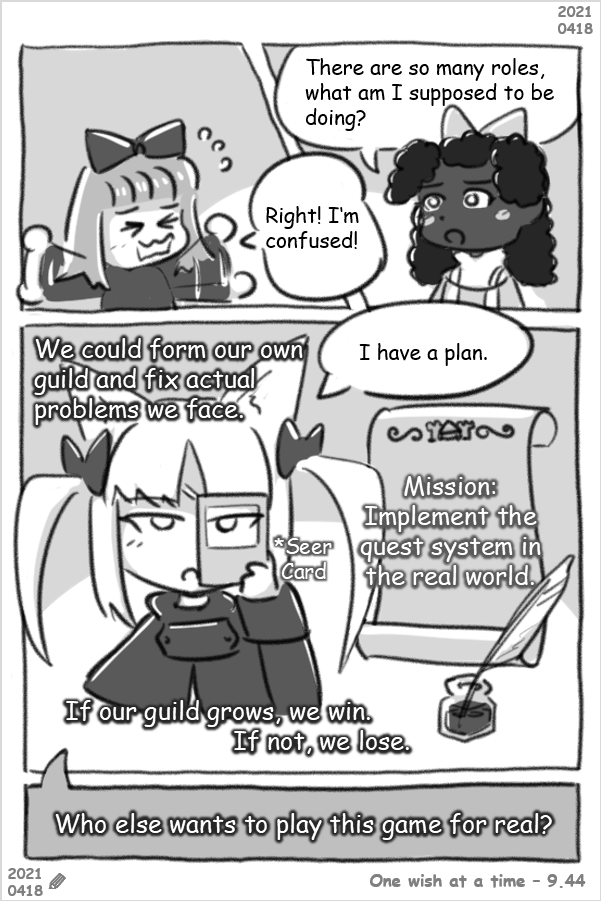 2021
0418
There are so many roles,
what am I supposed to be
doing?
Right! I'm
confused!
I have a plan.
We could form our own
guild and fix actual
problems we face.
*Seer
Card
Mission:
Implement the
quest system in
the real world.
If our guild grows, we win.
If not, we lose.
Who else wants to play this game for real?
2021
0418
One wish at a time – 9.44